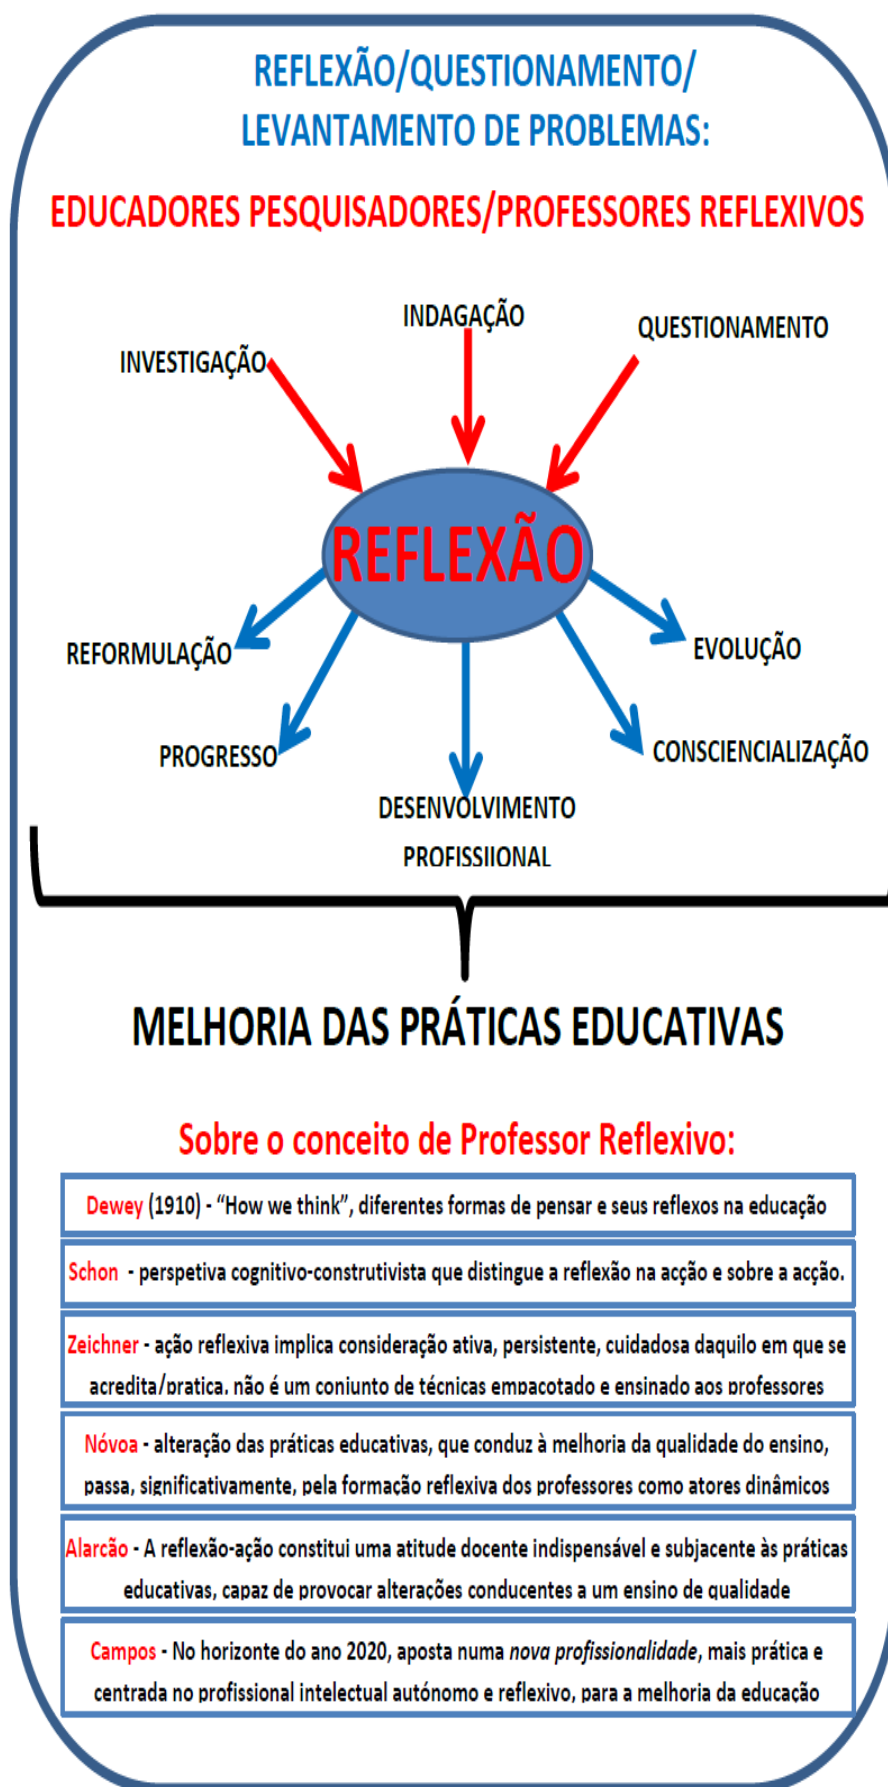 REFLEXÃO/QUESTIONAMENTO/
LEVANTAMENTO DE PROBLEMAS:
EDUCADORES PESQUISADORES/PROFESSORES REFLEXIVOS
INDAGAÇÃO
QUESTIONAMENTO
INVESTIGAÇÃO
REFLEXÃO
REFORMULAÇÃO
EVOLUÇÃO
PROGRESSO
CONSCIENCIALIZAÇÃO
DESENVOLVIMENTO
PROFISSIIONAL
MELHORIA DAS PRÁTICAS EDUCATIVAS
Sobre o conceito de Professor Reflexivo:
Dewey (1910) - “How we think”, diferentes formas de pensar e seus reflexos na educação
Schon - perspetiva cognitivo-construtivista que distingue a reflexão na acção e sobre a acção.
Zeichner - ação reflexiva implica consideração ativa, persistente, cuidadosa daquilo em que se
acredita/pratica, não é um conjunto de técnicas empacotado e ensinado aos professores
Nóvoa - alteração das práticas educativas, que conduz à melhoria da qualidade do ensino,
passa, significativamente, pela formação reflexiva dos professores como atores dinâmicos
Alarcão - A reflexão-ação constitui uma atitude docente indispensável e subjacente às práticas
educativas, capaz de provocar alterações conducentes a um ensino de qualidade
Campos - No horizonte do ano 2020, aposta numa nova profissionalidade, mais prática e
centrada no profissional intelectual autónomo e reflexivo, para a melhoria da educação